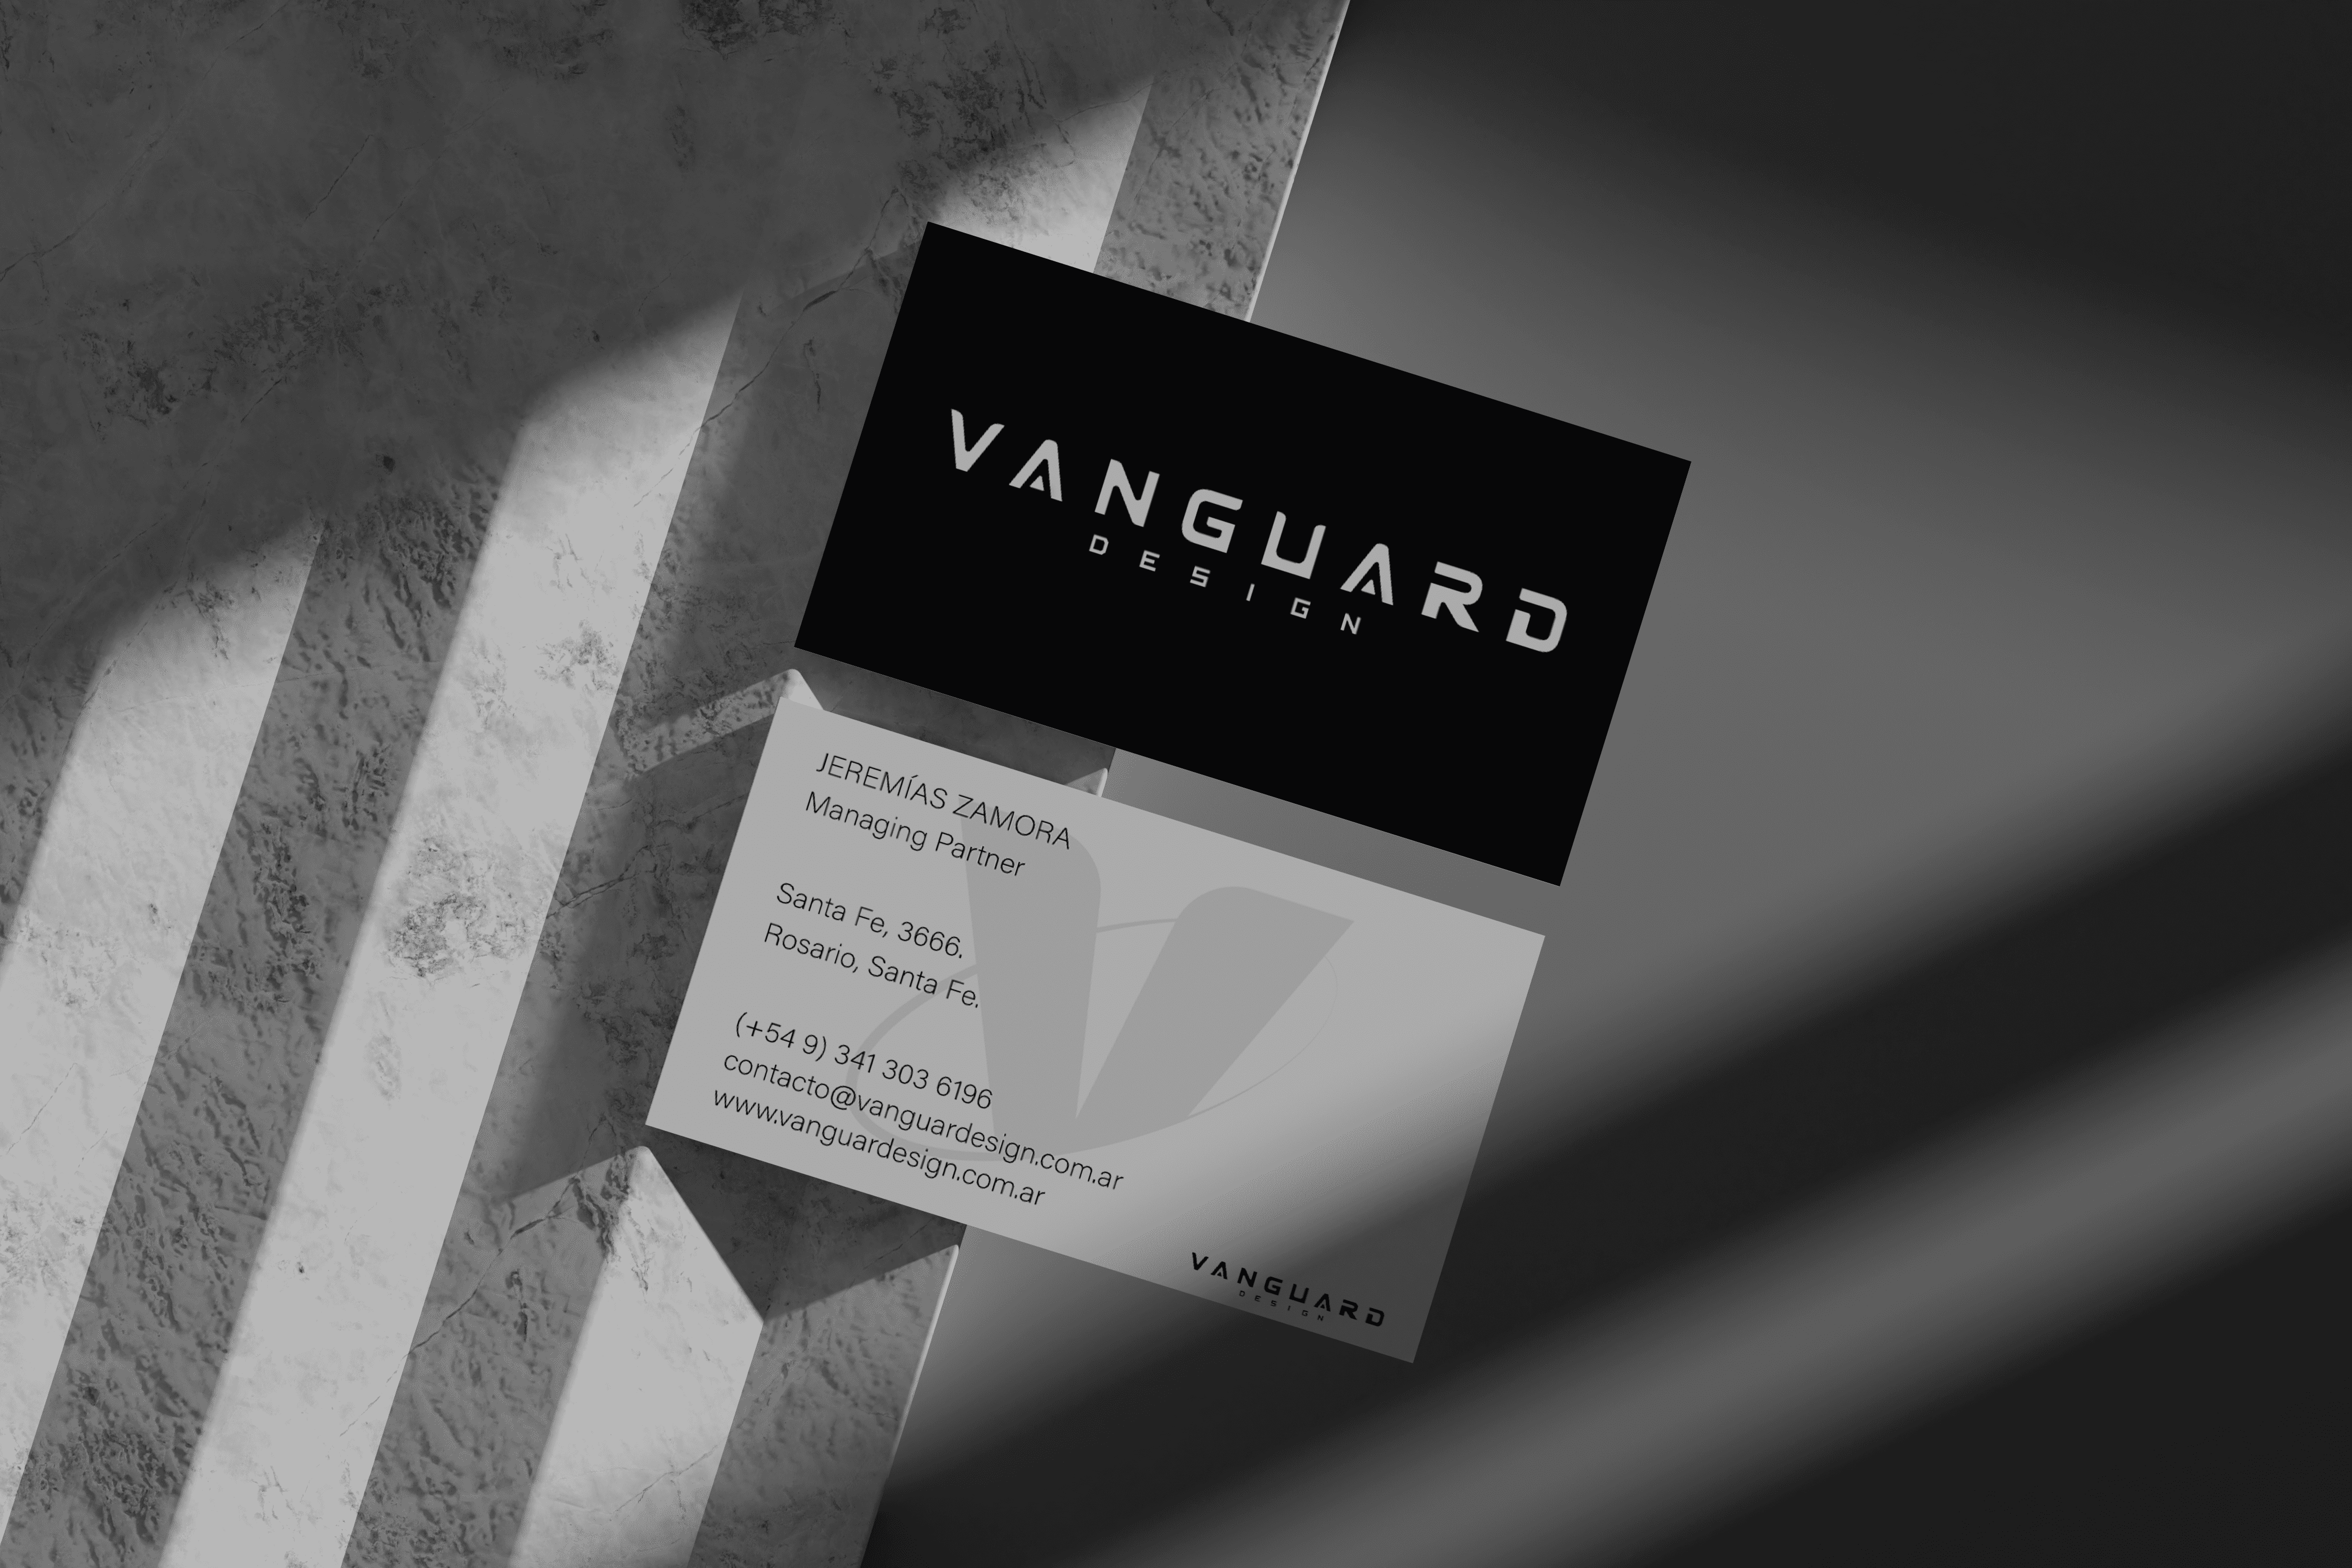 VANGUARD
DESIGN
JEREMÍAS ZAMORA
Managing Partner
Santa Fe, 3666.
Rosario, Santa Fe.
(+54 9) 341 303 6196
contacto@vanguardesign.com.ar
www.vanguardesign.com.ar
VANGUARD
DESIGN